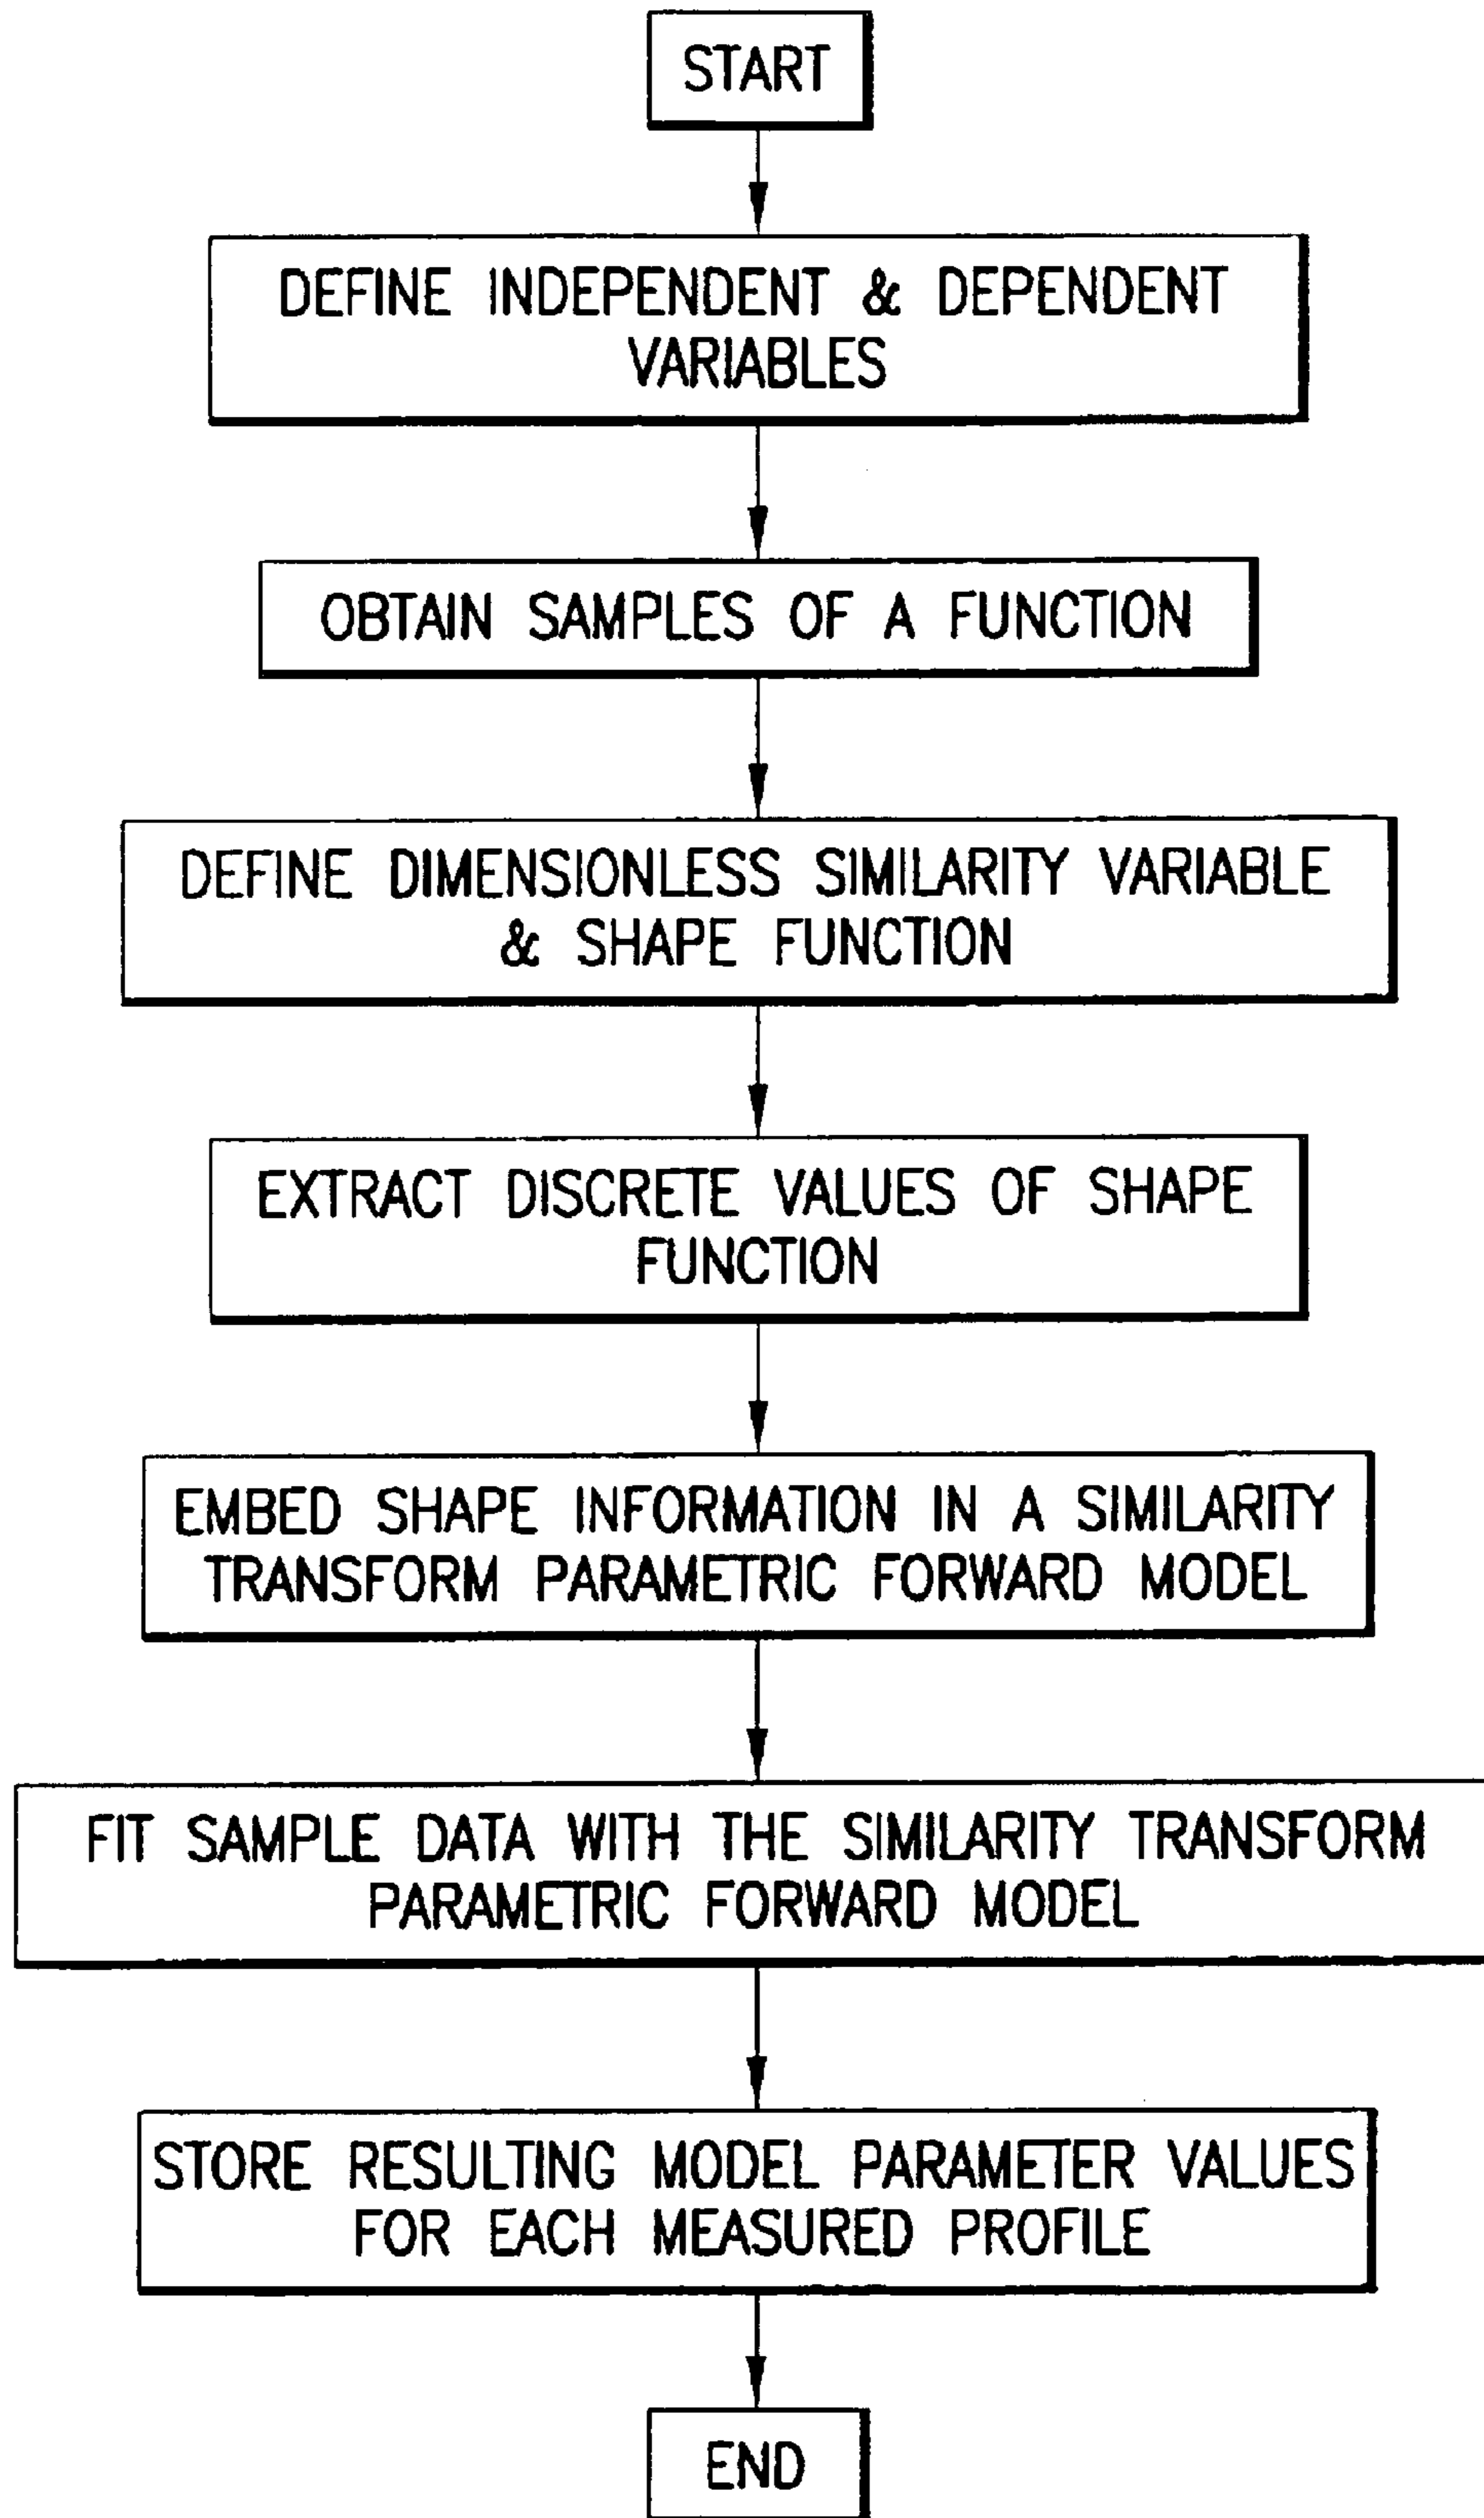 START
DEFINE INDEPENDENT & DEPENDENT
VARIABLES
OBTAIN SAMPLES OF A FUNCTION
DEFINE DIMENSIONLESS SIMILARITY VARIABLE
& SHAPE FUNCTION
EXTRACT DISCRETE VALUES OF SHAPE
FUNCTION
EMBED SHAPE INFORMATION IN A SIMILARITY
TRANSFORM PARAMETRIC FORWARD MODEL
FIT SAMPLE DATA WITH THE SIMILARITY TRANSFORM
PARAMETRIC FORWARD MODEL
STORE RESULTING MODEL PARAMETER VALUES
FOR EACH MEASURED PROFILE
END